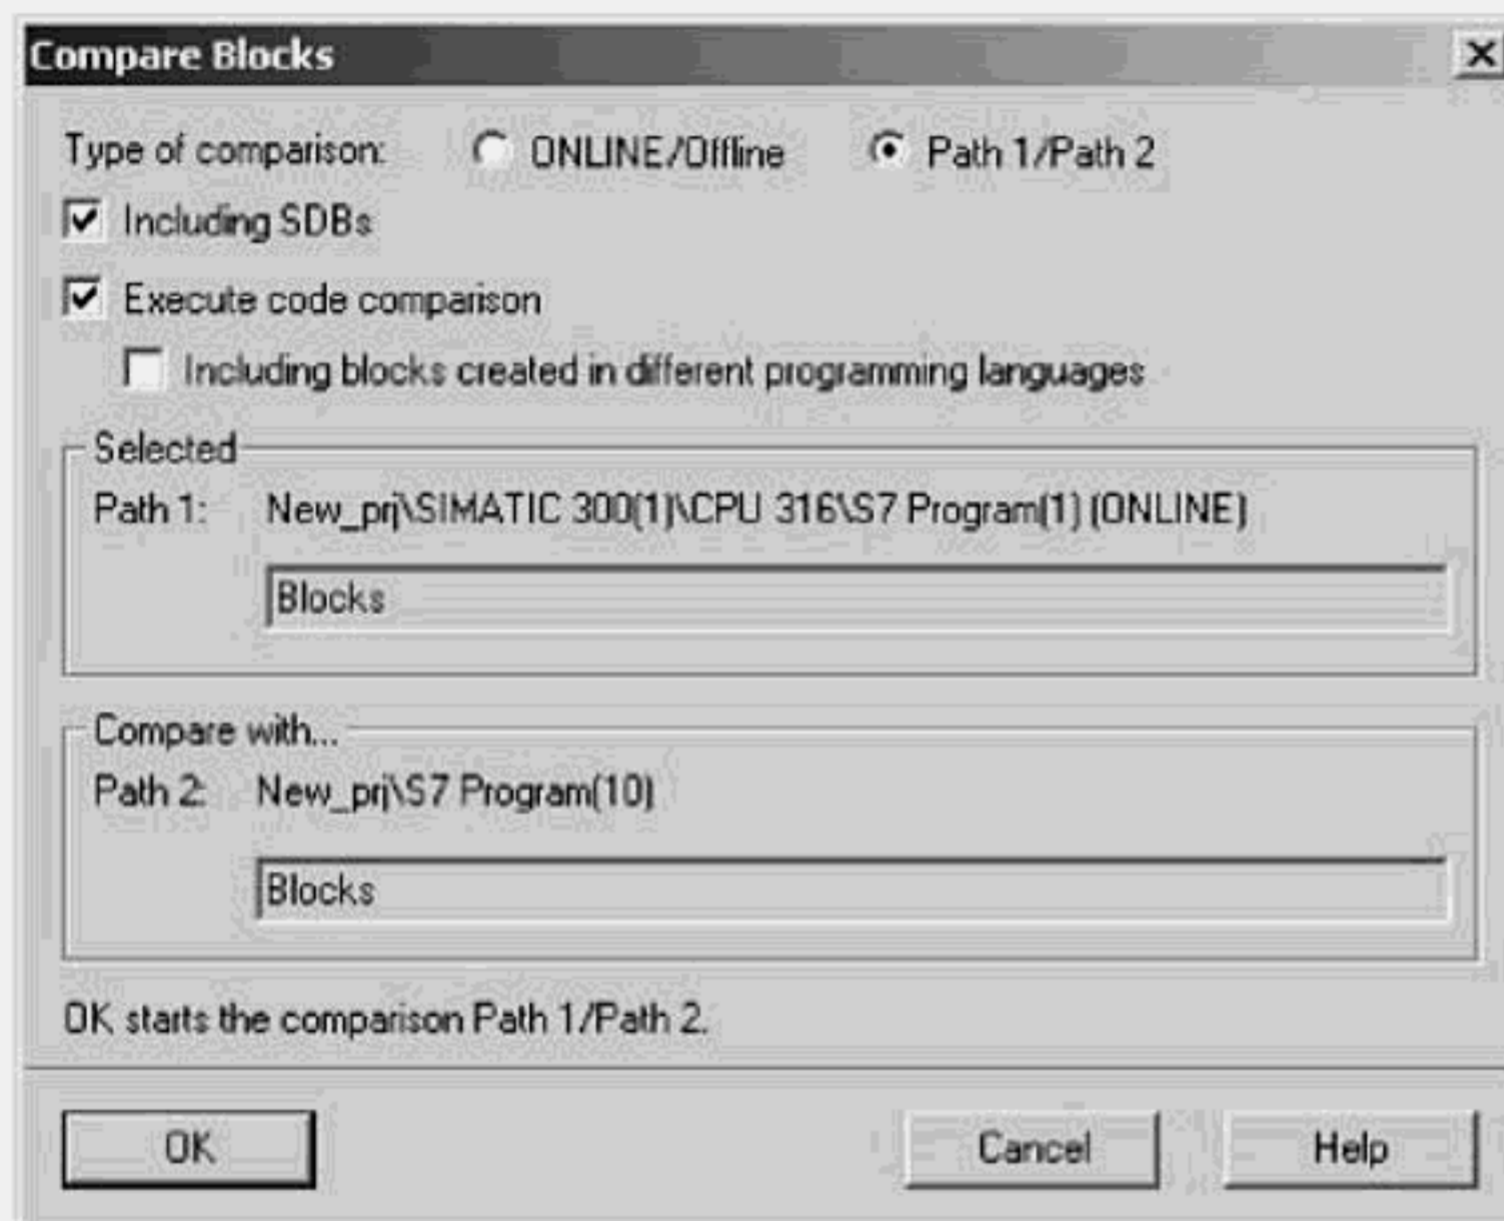 Compare Blocks
Type of comparison: ONLINE/Offline Path 1/Path 2
Including SDBs
Execute code comparison
Including blocks created in different programming languages
Selected
Path 1: New_prj\SIMATIC 300(1)\CPU 316\S7 Program(1) (ONLINE)
Blocks
Compare with...
Path 2: New_prj\S7 Program(10)
Blocks
OK starts the comparison Path 1/Path 2.
OK Cancel Help